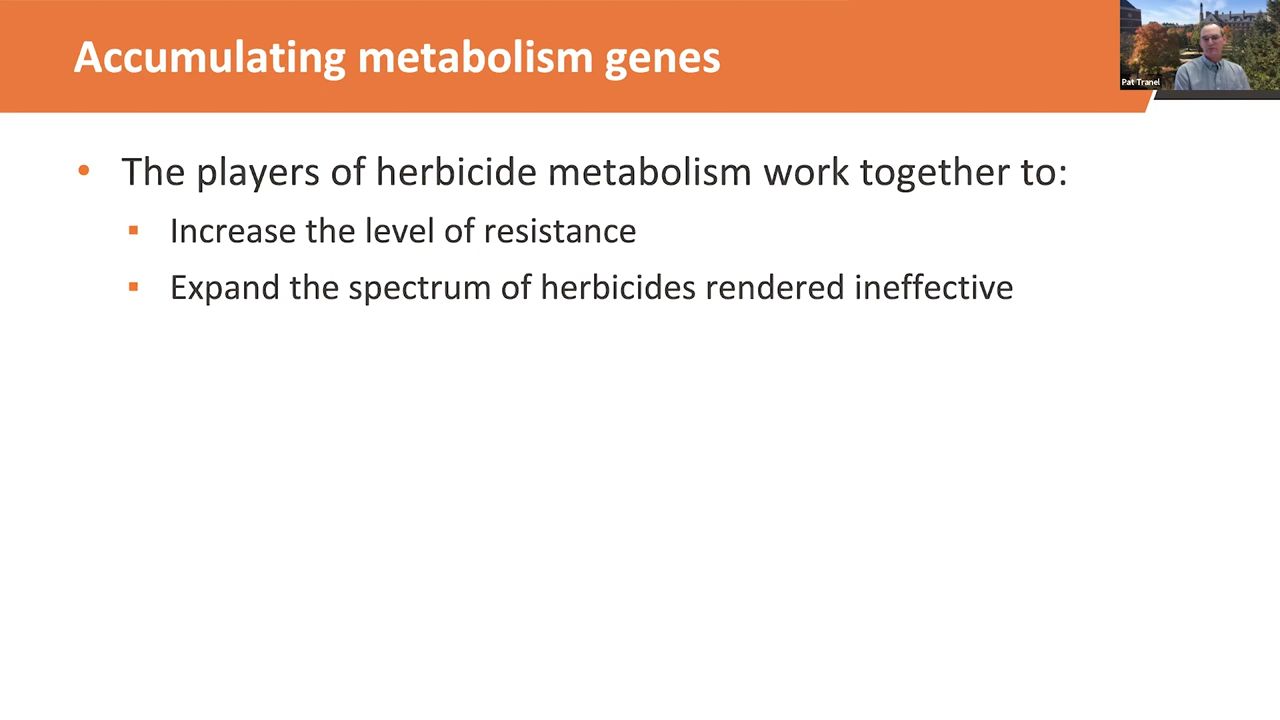 Accumulating metabolism genes
Pat Tranel
• The players of herbicide metabolism work together to:
▪ Increase the level of resistance
▪ Expand the spectrum of herbicides rendered ineffective